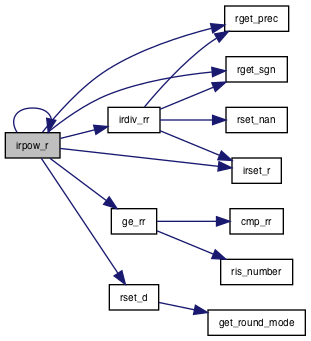 rget_prec
rget_sgn
irdiv_rr
rset_nan
irpow_r
irset_r
ge_rr
cmp_rr
ris_number
rset_d
get_round_mode